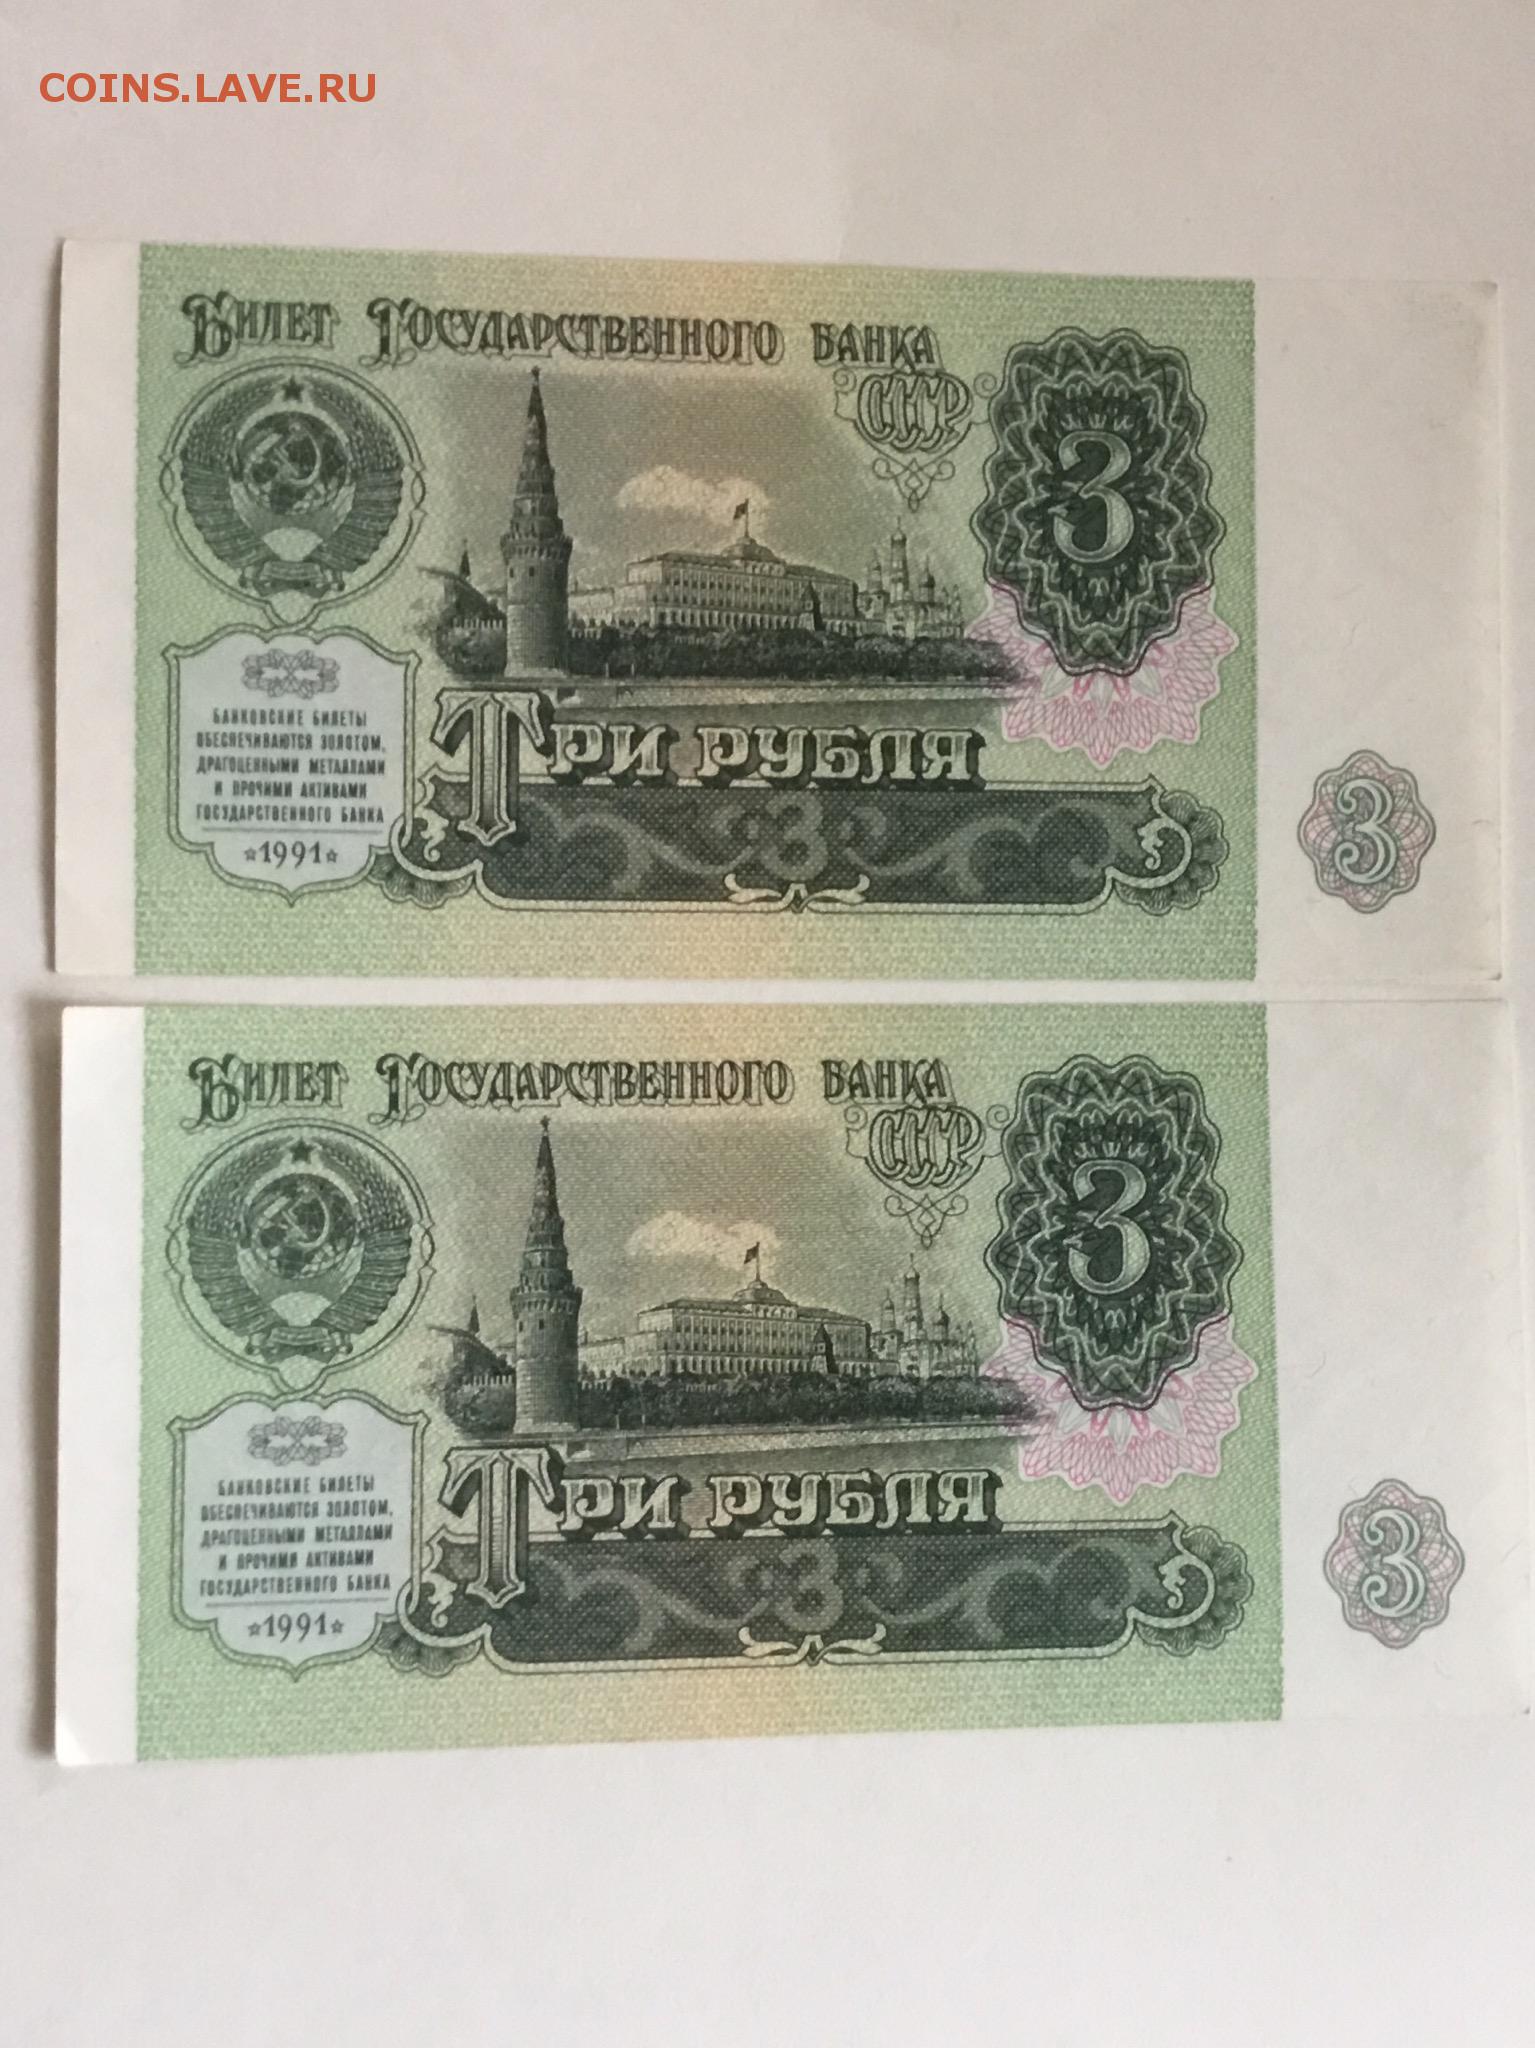 COINS.LAVE.RU
БИЛЕТ ГОСУДАРСТВЕННОГО БАНКА
СССР
3
ТРИ РУБЛЯ
БАНКОВСКИЕ БИЛЕТЫ
ОБЕСПЕЧИВАЮТСЯ ЗОЛОТОМ,
ДРАГОЦЕННЫМИ МЕТАЛЛАМИ
И ПРОЧИМИ АКТИВАМИ
ГОСУДАРСТВЕННОГО БАНКА
☆1991☆
3
3
БИЛЕТ ГОСУДАРСТВЕННОГО БАНКА
СССР
3
ТРИ РУБЛЯ
БАНКОВСКИЕ БИЛЕТЫ
ОБЕСПЕЧИВАЮТСЯ ЗОЛОТОМ,
ДРАГОЦЕННЫМИ МЕТАЛЛАМИ
И ПРОЧИМИ АКТИВАМИ
ГОСУДАРСТВЕННОГО БАНКА
☆1991☆
3
3